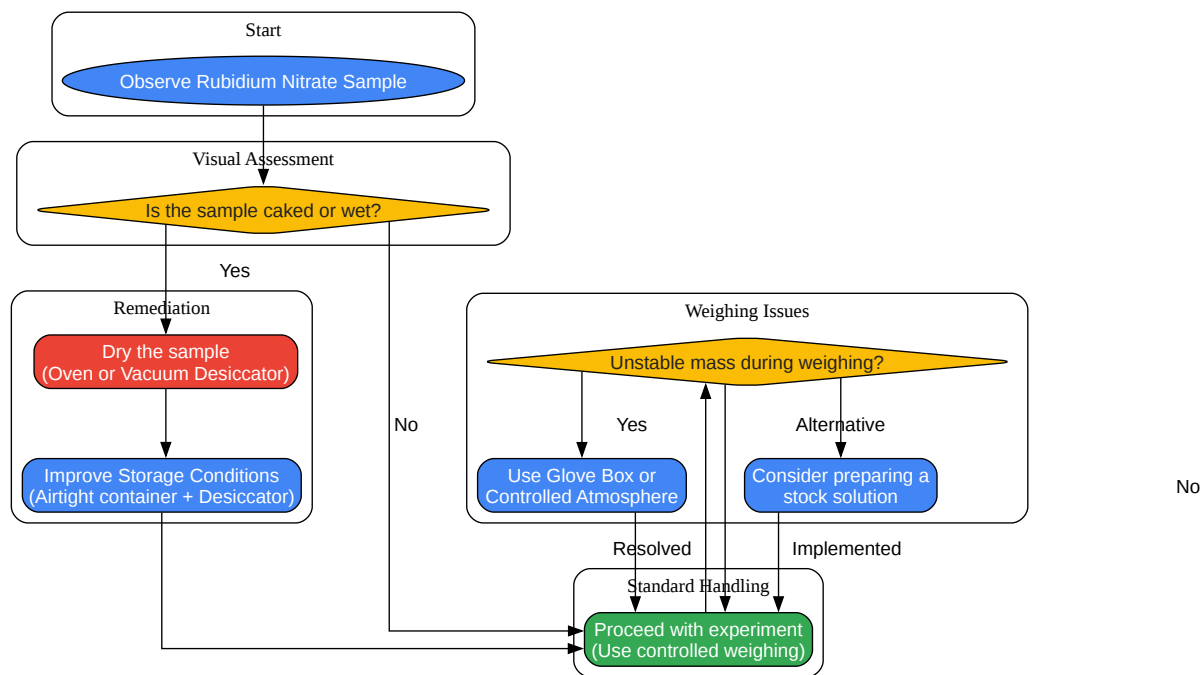 Start
Observe Rubidium Nitrate Sample
Visual Assessment
Is the sample caked or wet?
Yes
No
Remediation
Dry the sample
(Oven or Vacuum Desiccator)
Improve Storage Conditions
(Airtight container + Desiccator)
Weighing Issues
Unstable mass during weighing?
Yes
Alternative
Use Glove Box or
Controlled Atmosphere
Consider preparing a
stock solution
No
Resolved
Implemented
Standard Handling
Proceed with experiment
(Use controlled weighing)